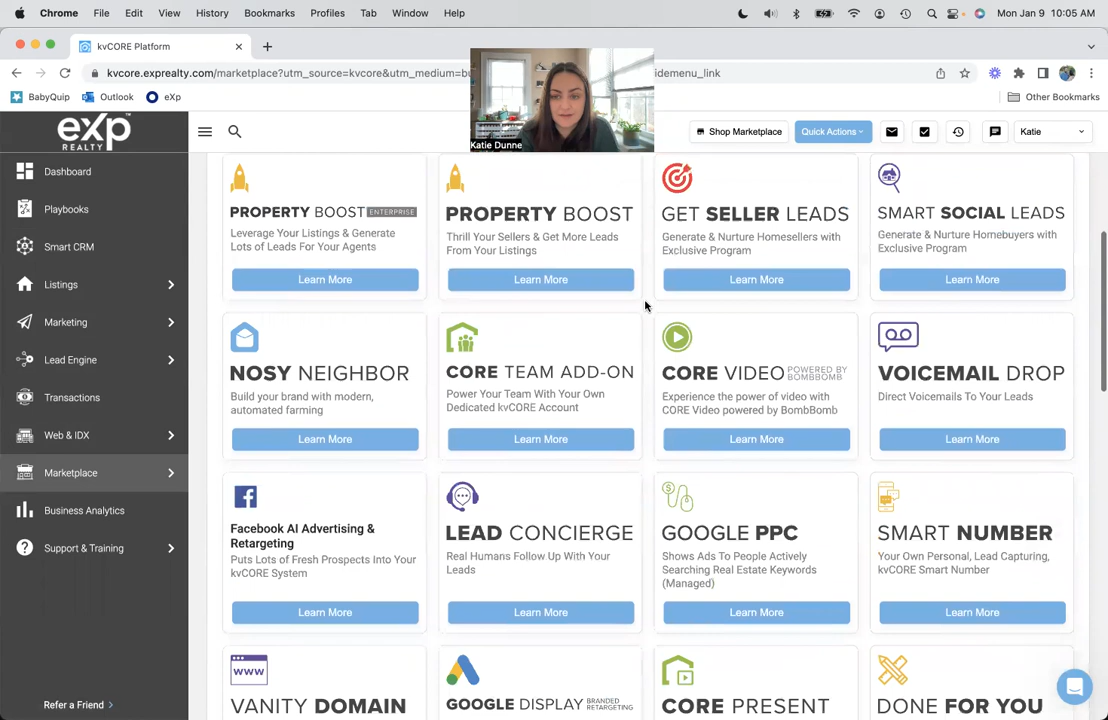 Chrome File Edit View History Bookmarks Profiles Tab Window Help Mon Jan 9 10:05 AM
kvCORE Platform
kvcore.exprealty.com/marketplace?utm_source=kvcore&utm_medium=bu idemenu_link
BabyQuip Outlook eXp Other Bookmarks
Katie Dunne
eXp
REALTY
Shop Marketplace Quick Actions Katie
Dashboard
Playbooks
Smart CRM
Listings
Marketing
Lead Engine
Transactions
Web & IDX
Marketplace
Business Analytics
Support & Training
Refer a Friend
PROPERTY BOOST ENTERPRISE
Leverage Your Listings & Generate
Lots of Leads For Your Agents
Learn More
PROPERTY BOOST
Thrill Your Sellers & Get More Leads
From Your Listings
Learn More
GET SELLER LEADS
Generate & Nurture Homesellers with
Exclusive Program
Learn More
SMART SOCIAL LEADS
Generate & Nurture Homebuyers with
Exclusive Program
Learn More
NOSY NEIGHBOR
Build your brand with modern,
automated farming
Learn More
CORE TEAM ADD-ON
Power Your Team With Your Own
Dedicated kvCORE Account
Learn More
CORE VIDEO POWERED BY
BOMBBOMB
Experience the power of video with
CORE Video powered by BombBomb
Learn More
VOICEMAIL DROP
Direct Voicemails To Your Leads
Learn More
Facebook AI Advertising &
Retargeting
Puts Lots of Fresh Prospects Into Your
kvCORE System
Learn More
LEAD CONCIERGE
Real Humans Follow Up With Your
Leads
Learn More
GOOGLE PPC
Shows Ads To People Actively
Searching Real Estate Keywords
(Managed)
Learn More
SMART NUMBER
Your Own Personal, Lead Capturing,
kvCORE Smart Number
Learn More
WWW
VANITY DOMAIN
GOOGLE DISPLAY BRANDED
RETARGETING
CORE PRESENT
DONE FOR YOU